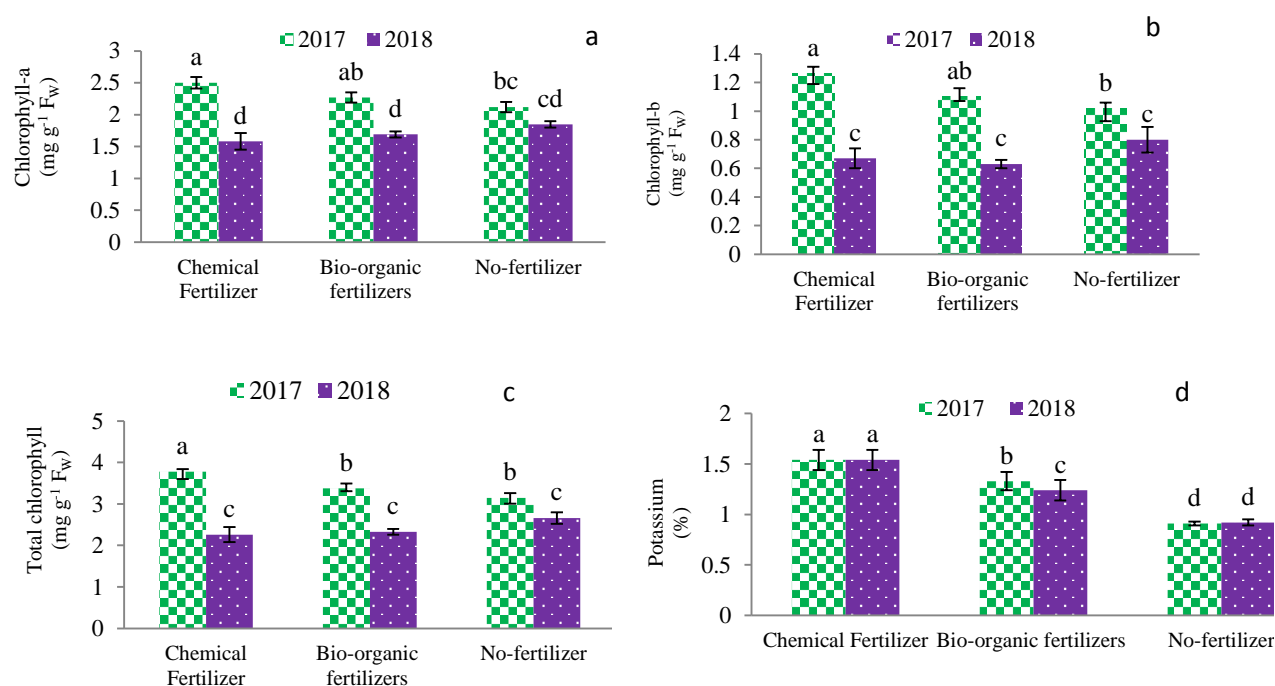 2017 2018
a
Chlorophyll-a
(mg g⁻¹ F_W)
3
2.5
2
1.5
1
0.5
0
a
d
ab
d
bc
cd
Chemical
Fertilizer
Bio-organic
fertilizers
No-fertilizer
2017 2018
b
Chlorophyll-b
(mg g⁻¹ F_W)
1.4
1.2
1
0.8
0.6
0.4
0.2
0
a
c
ab
c
b
c
Chemical
Fertilizer
Bio-organic
fertilizers
No-fertilizer
2017 2018
c
Total chlorophyll
(mg g⁻¹ F_W)
5
4
3
2
1
0
a
c
b
c
b
c
Chemical
Fertilizer
Bio-organic
fertilizers
No-fertilizer
2017 2018
d
Potassium
(%)
2
1.5
1
0.5
0
a
a
b
c
d
d
Chemical Fertilizer Bio-organic fertilizers No-fertilizer